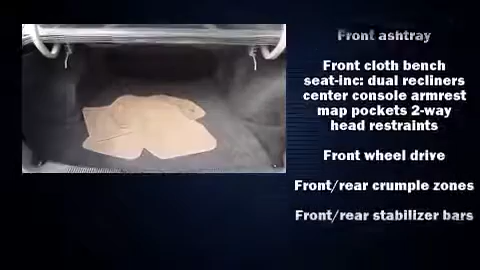 Front ashtray
Front cloth bench
seat-inc: dual recliners
center console armrest
map pockets 2-way
head restraints
Front wheel drive
Front/rear crumple zones
Front/rear stabilizer bars